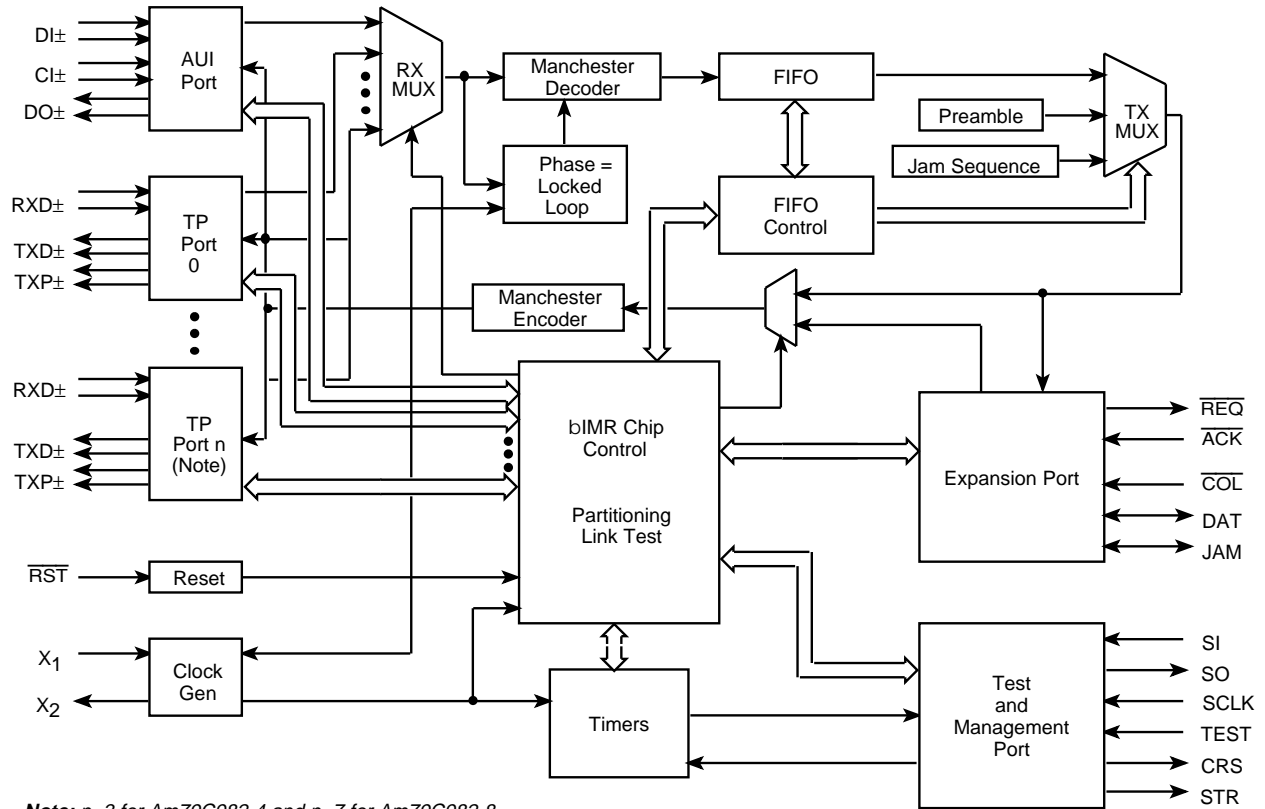 DI±
CI±
DO±
AUI
Port
RX
MUX
Manchester
Decoder
FIFO
Preamble
Jam Sequence
TX
MUX
Phase =
Locked
Loop
FIFO
Control
RXD±
TXD±
TXP±
TP
Port
0
Manchester
Encoder
RXD±
TXD±
TXP±
TP
Port n
(Note)
bIMR Chip
Control
Partitioning
Link Test
Expansion Port
REQ
ACK
COL
DAT
JAM
RST
Reset
X1
X2
Clock
Gen
Timers
Test
and
Management
Port
SI
SO
SCLK
TEST
CRS
STR